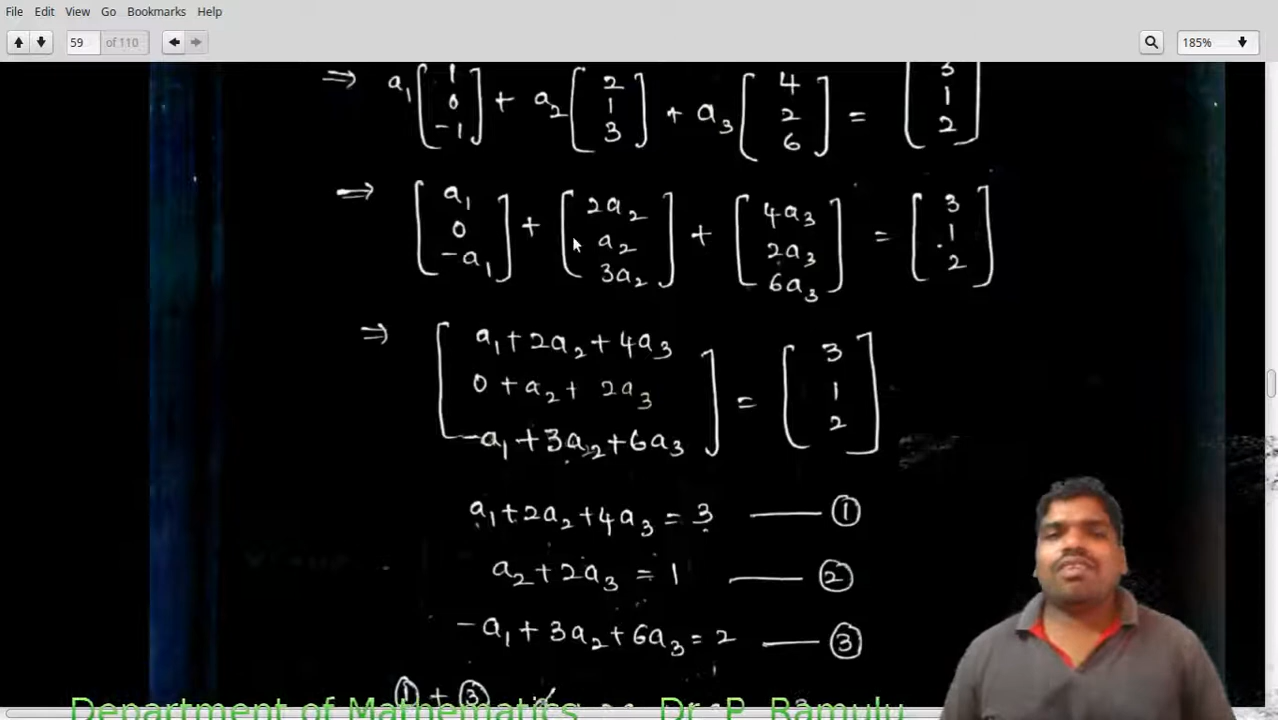 File Edit View Go Bookmarks Help
59 of 110 185%
⇒ a₁ [1 0 -1] + a₂ [2 1 3] + a₃ [4 2 6] = [3 1 2]
⇒ [a₁ 0 -a₁] + [2a₂ a₂ 3a₂] + [4a₃ 2a₃ 6a₃] = [3 1 2]
⇒ [a₁+2a₂+4a₃ 0+a₂+2a₃ -a₁+3a₂+6a₃] = [3 1 2]
a₁+2a₂+4a₃ = 3 —— ①
a₂+2a₃ = 1 —— ②
-a₁+3a₂+6a₃ = 2 —— ③
① + ③
Department of Mathematics Dr. P. Ramulu